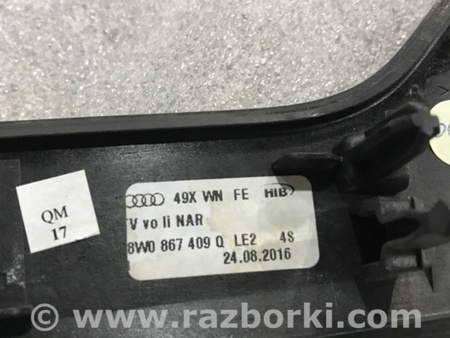 49X WN FE HIB
TV vo li NAR
8W0 867 409 Q LE2 4S
24.08.2016
QM
17
www.razborki.com